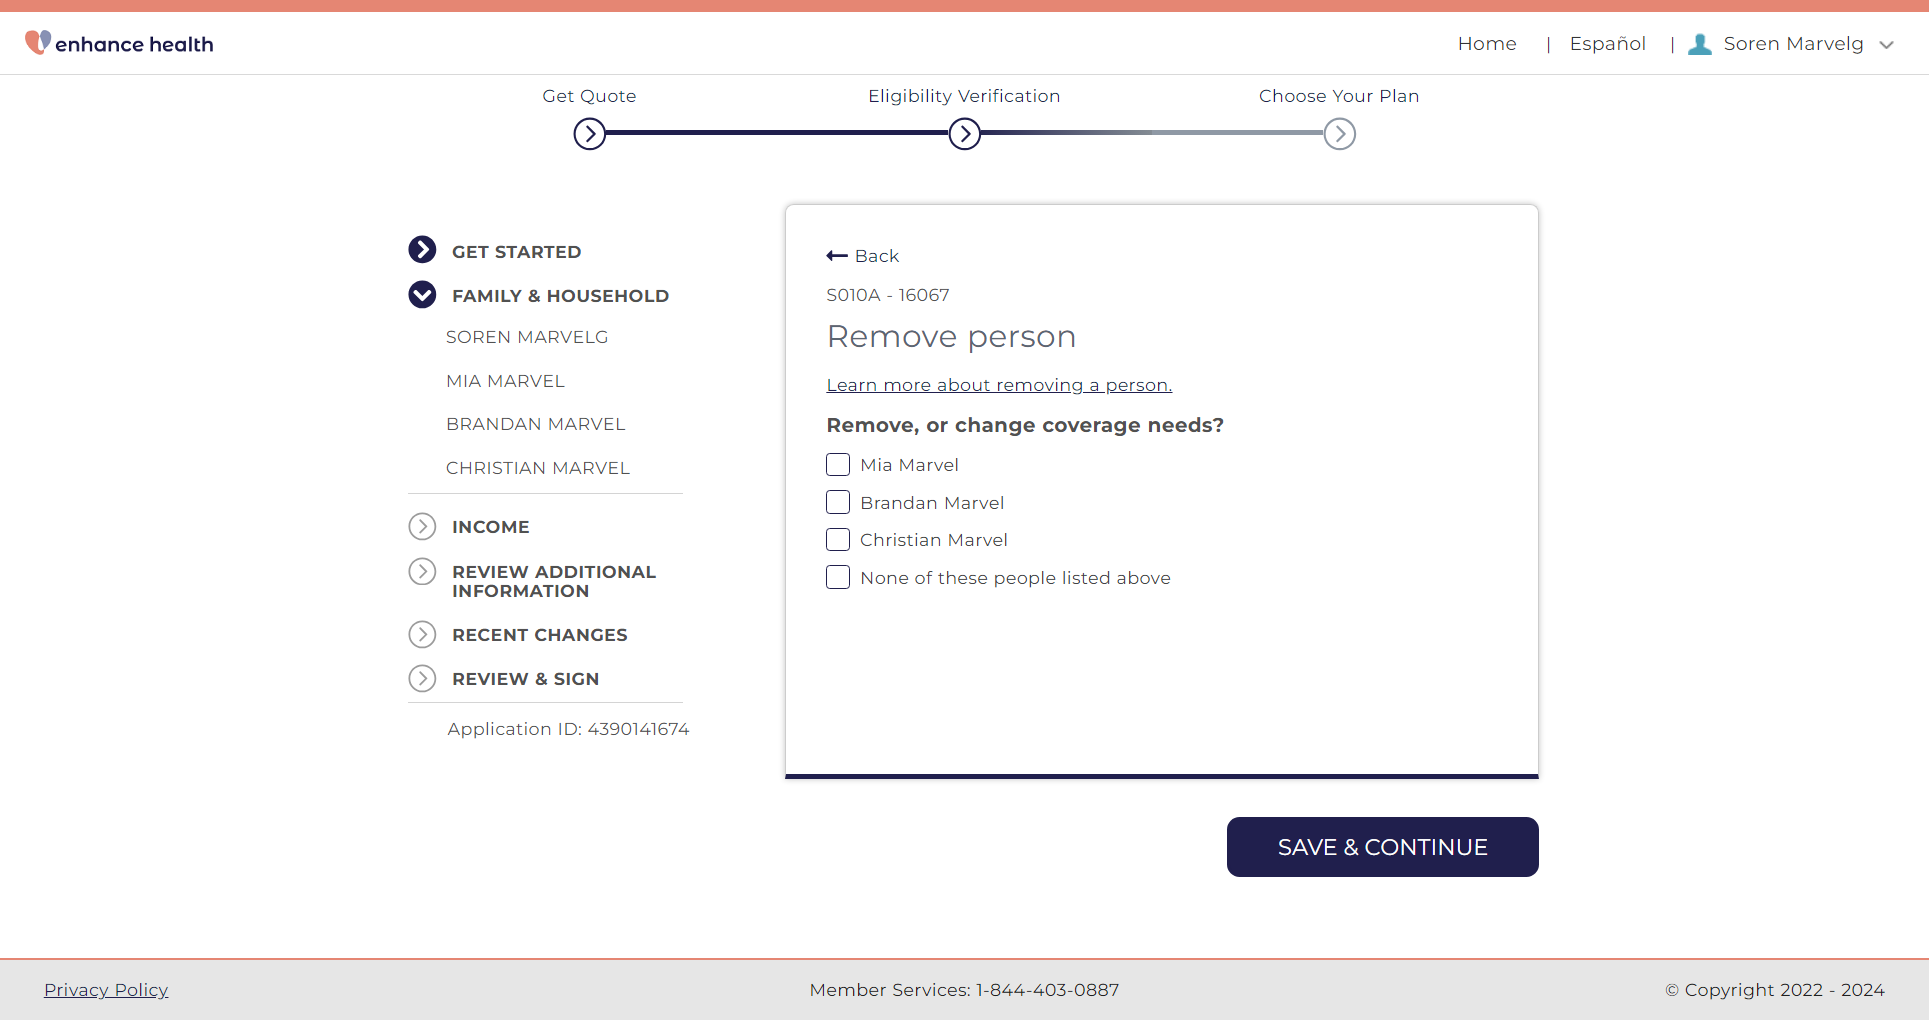 enhance health
Home | Español | Soren Marvelg
Get Quote
Eligibility Verification
Choose Your Plan
GET STARTED
FAMILY & HOUSEHOLD
SOREN MARVELG
MIA MARVEL
BRANDAN MARVEL
CHRISTIAN MARVEL
INCOME
REVIEW ADDITIONAL
INFORMATION
RECENT CHANGES
REVIEW & SIGN
Application ID: 4390141674
Back
S010A - 16067
Remove person
Learn more about removing a person.
Remove, or change coverage needs?
Mia Marvel
Brandan Marvel
Christian Marvel
None of these people listed above
SAVE & CONTINUE
Privacy Policy
Member Services: 1-844-403-0887
© Copyright 2022 - 2024